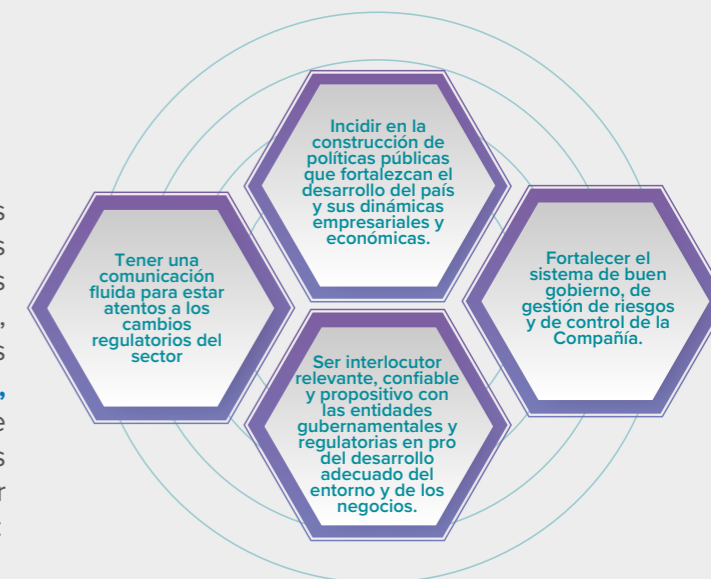 Incidir en la
construcción de
políticas públicas
que fortalezcan el
desarrollo del país
y sus dinámicas
empresariales y
económicas.
Tener una
comunicación
fluida para estar
atentos a los
cambios
regulatorios del
sector
Fortalecer el
sistema de buen
gobierno, de
gestión de riesgos
y de control de la
Compañía.
Ser interlocutor
relevante, confiable
y propositivo con
las entidades
gubernamentales y
regulatorias en pro
del desarrollo
adecuado del
entorno y de los
negocios.